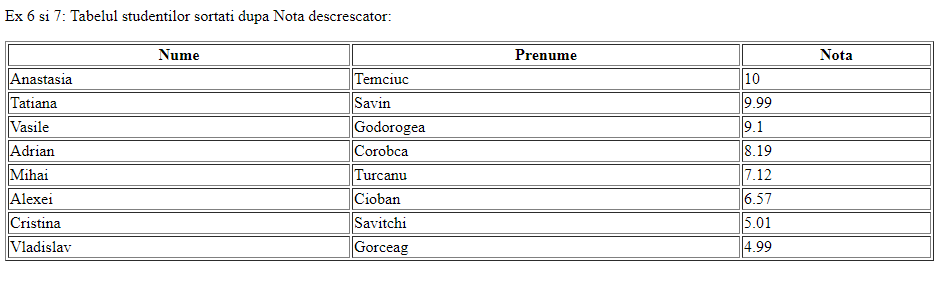 Ex 6 si 7: Tabelul studentilor sortati dupa Nota descrescator:
Nume Prenume Nota
Anastasia Temciuc 10
Tatiana Savin 9.99
Vasile Godorogea 9.1
Adrian Corobca 8.19
Mihai Turcanu 7.12
Alexei Cioban 6.57
Cristina Savitchi 5.01
Vladislav Gorceag 4.99